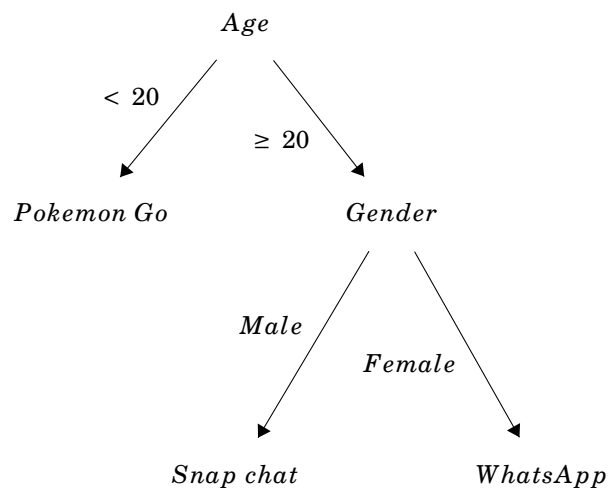 Age
< 20
≥ 20
Pokemon Go
Gender
Male
Female
Snap chat
WhatsApp